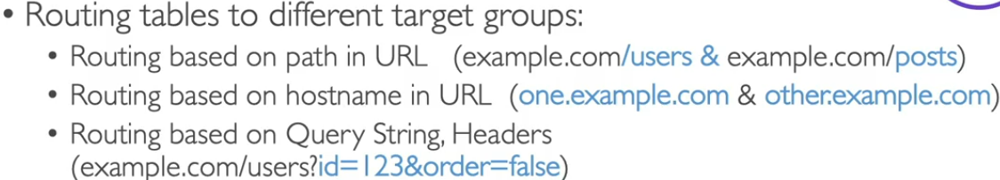 • Routing tables to different target groups:
• Routing based on path in URL (example.com/users & example.com/posts)
• Routing based on hostname in URL (one.example.com & other.example.com)
• Routing based on Query String, Headers
(example.com/users?id=123&order=false)